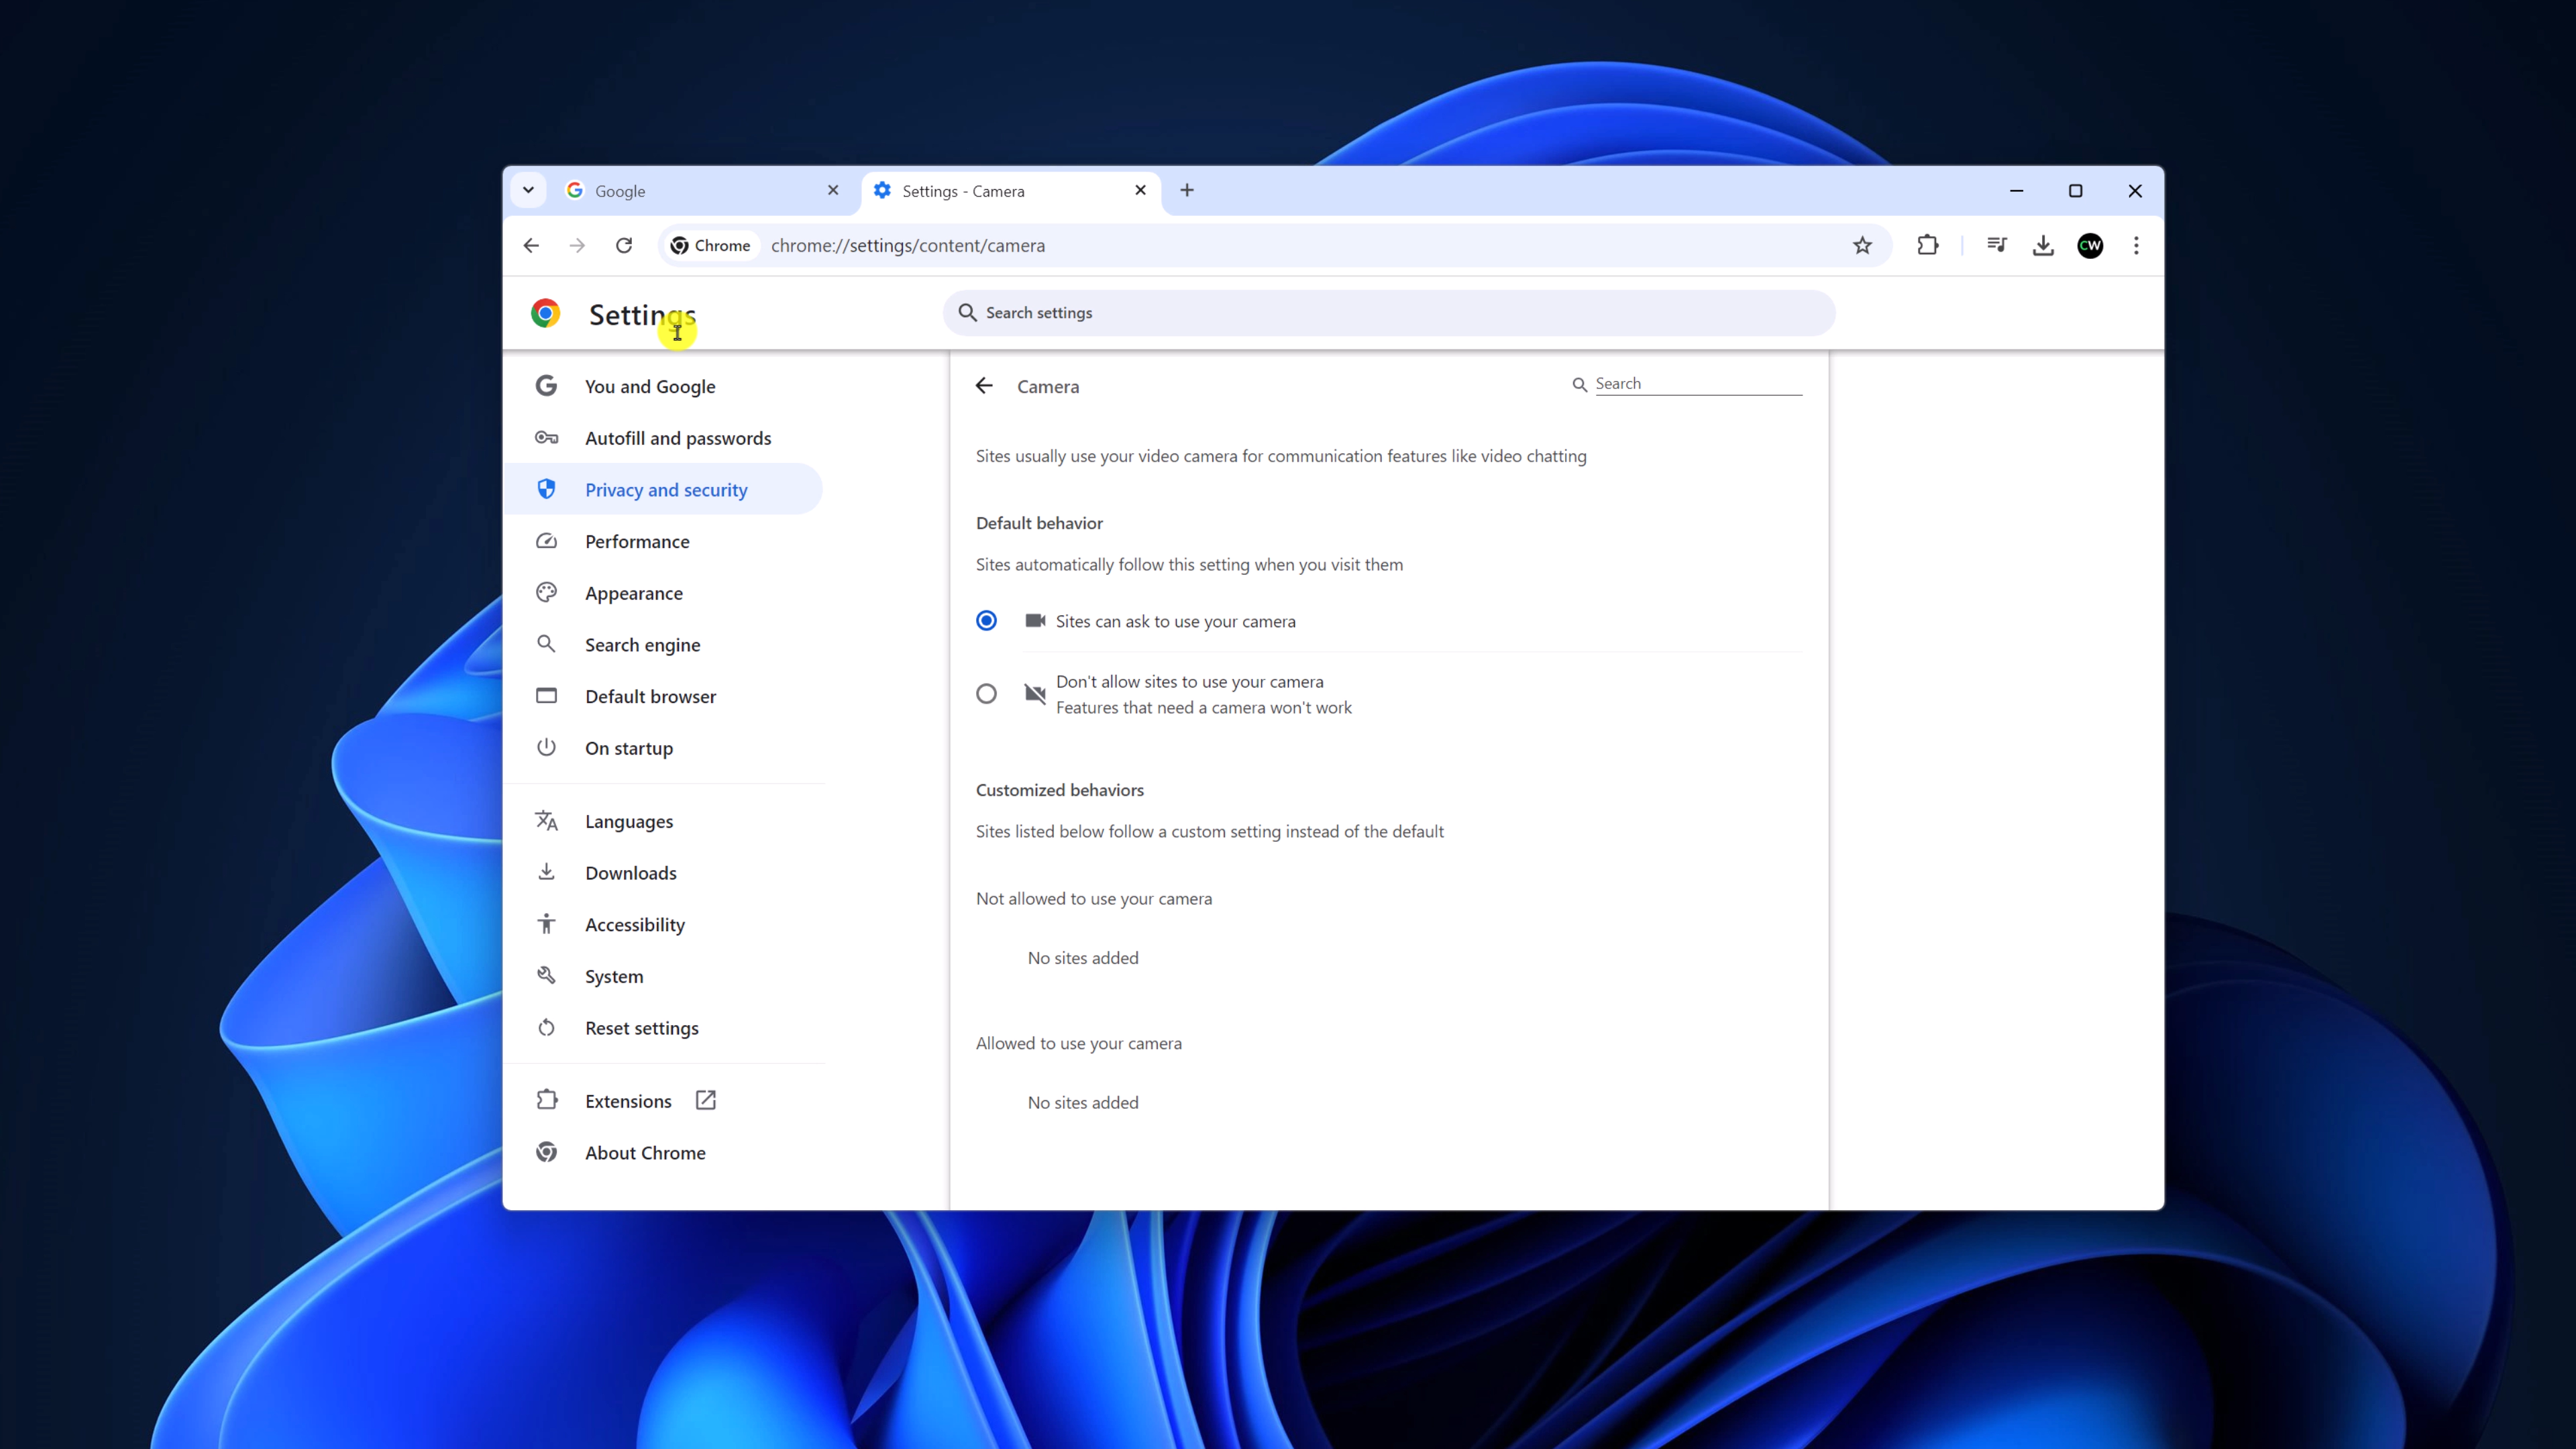 Google
Settings - Camera
Chrome
chrome://settings/content/camera
CW
Settings
Search settings
You and Google
Autofill and passwords
Privacy and security
Performance
Appearance
Search engine
Default browser
On startup
Languages
Downloads
Accessibility
System
Reset settings
Extensions
About Chrome
Camera
Search
Sites usually use your video camera for communication features like video chatting
Default behavior
Sites automatically follow this setting when you visit them
Sites can ask to use your camera
Don't allow sites to use your camera
Features that need a camera won't work
Customized behaviors
Sites listed below follow a custom setting instead of the default
Not allowed to use your camera
No sites added
Allowed to use your camera
No sites added